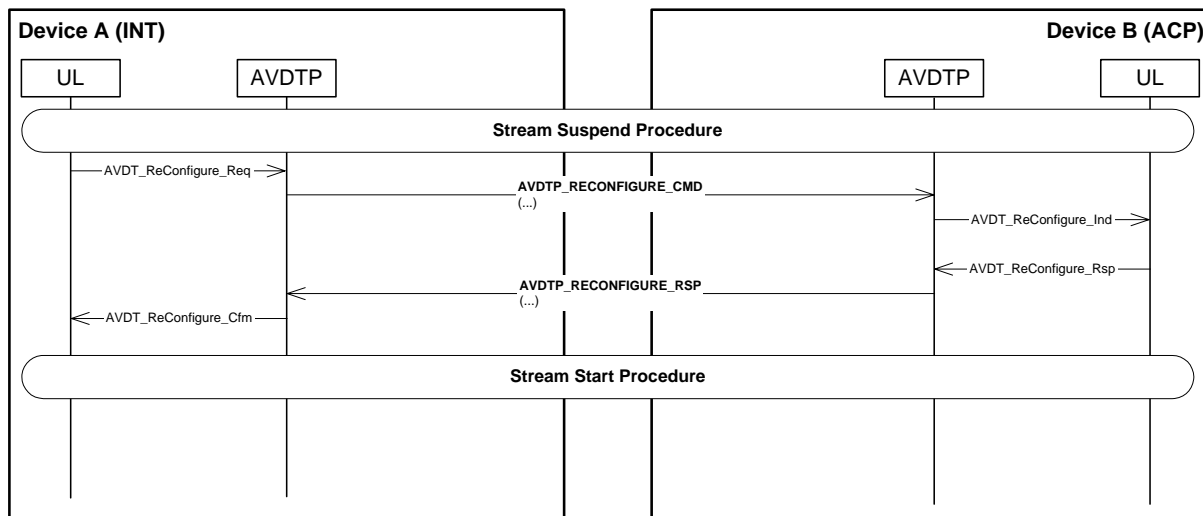 Device A (INT)
Device B (ACP)
UL
AVDTP
AVDTP
UL
Stream Suspend Procedure
AVDT_ReConfigure_Req
AVDTP_RECONFIGURE_CMD
(...)
AVDT_ReConfigure_Ind
AVDT_ReConfigure_Rsp
AVDTP_RECONFIGURE_RSP
(...)
AVDT_ReConfigure_Cfm
Stream Start Procedure